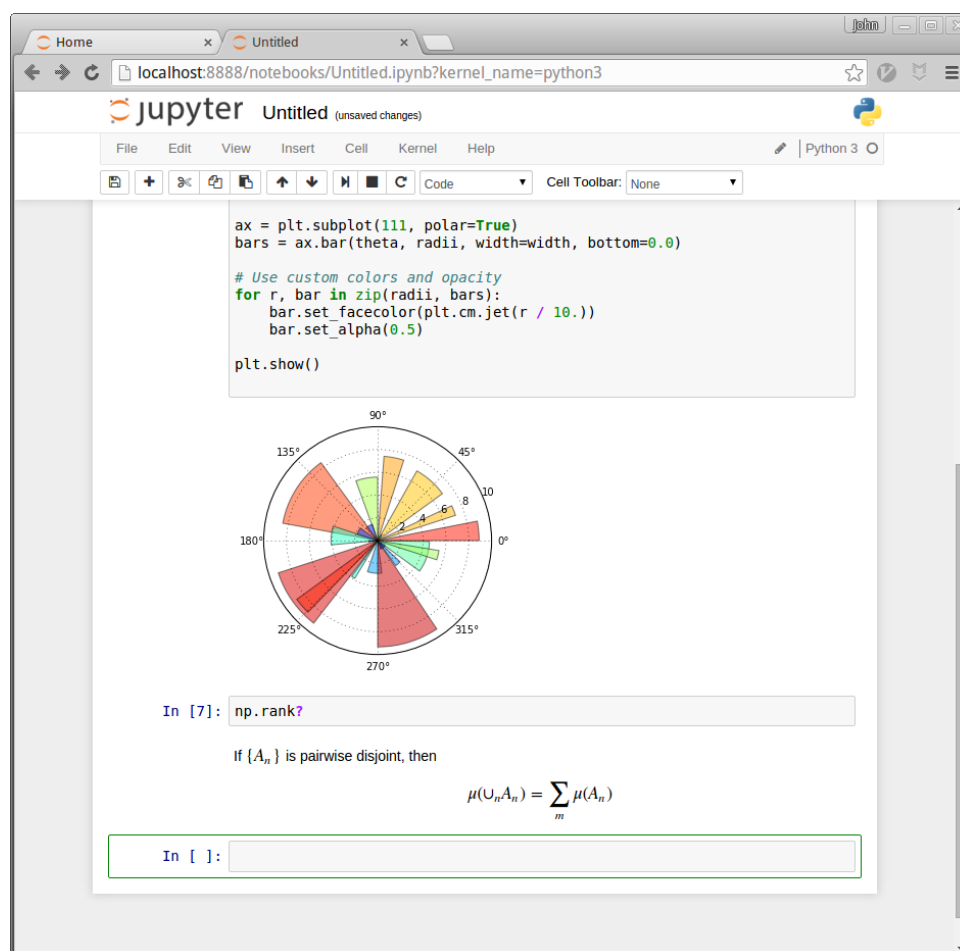 John
Home × Untitled ×
localhost:8888/notebooks/Untitled.ipynb?kernel_name=python3
jupyter Untitled (unsaved changes)
File Edit View Insert Cell Kernel Help Python 3
Code Cell Toolbar: None
ax = plt.subplot(111, polar=True)
bars = ax.bar(theta, radii, width=width, bottom=0.0)
# Use custom colors and opacity
for r, bar in zip(radii, bars):
    bar.set_facecolor(plt.cm.jet(r / 10.))
    bar.set_alpha(0.5)
plt.show()
90°
135° 45°
10
8
6
4
2
180° 0°
225° 315°
270°
In [7]: np.rank?
If {Aₙ} is pairwise disjoint, then
μ(∪ₙAₙ) = ∑ μ(Aₙ)
m
In [ ]: